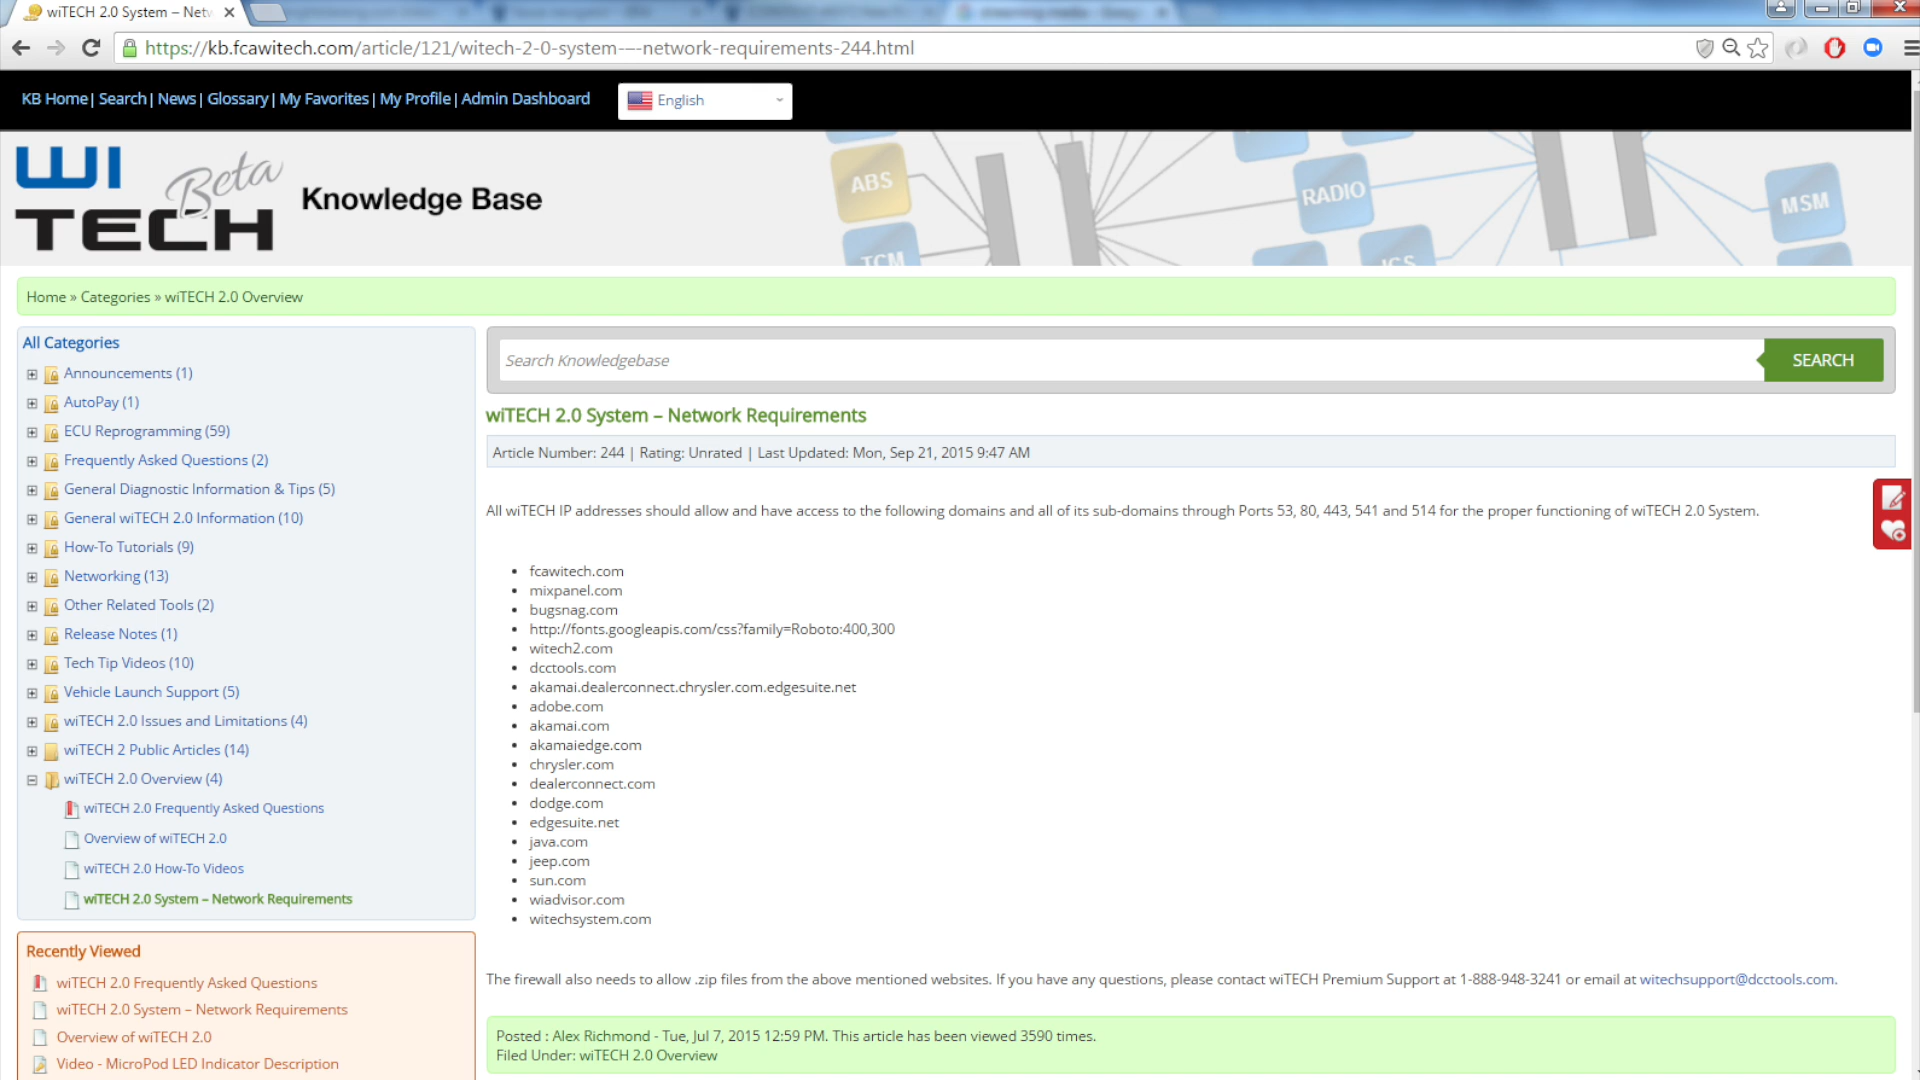 wiTECH 2.0 System – Netw
https://kb.fcawitech.com/article/121/witech-2-0-system-–-network-requirements-244.html
KB Home | Search | News | Glossary | My Favorites | My Profile | Admin Dashboard
English
WI
TECH
Beta
Knowledge Base
ABS
TCM
RADIO
ICS
MSM
Home » Categories » wiTECH 2.0 Overview
All Categories
Announcements (1)
AutoPay (1)
ECU Reprogramming (59)
Frequently Asked Questions (2)
General Diagnostic Information & Tips (5)
General wiTECH 2.0 Information (10)
How-To Tutorials (9)
Networking (13)
Other Related Tools (2)
Release Notes (1)
Tech Tip Videos (10)
Vehicle Launch Support (5)
wiTECH 2.0 Issues and Limitations (4)
wiTECH 2 Public Articles (14)
wiTECH 2.0 Overview (4)
wiTECH 2.0 Frequently Asked Questions
Overview of wiTECH 2.0
wiTECH 2.0 How-To Videos
wiTECH 2.0 System – Network Requirements
Recently Viewed
wiTECH 2.0 Frequently Asked Questions
wiTECH 2.0 System – Network Requirements
Overview of wiTECH 2.0
Video - MicroPod LED Indicator Description
Search Knowledgebase
SEARCH
wiTECH 2.0 System – Network Requirements
Article Number: 244 | Rating: Unrated | Last Updated: Mon, Sep 21, 2015 9:47 AM
All wiTECH IP addresses should allow and have access to the following domains and all of its sub-domains through Ports 53, 80, 443, 541 and 514 for the proper functioning of wiTECH 2.0 System.
• fcawitech.com
• mixpanel.com
• bugsnag.com
• http://fonts.googleapis.com/css?family=Roboto:400,300
• witech2.com
• dcctools.com
• akamai.dealerconnect.chrysler.com.edgesuite.net
• adobe.com
• akamai.com
• akamaiedge.com
• chrysler.com
• dealerconnect.com
• dodge.com
• edgesuite.net
• java.com
• jeep.com
• sun.com
• wiadvisor.com
• witechsystem.com
The firewall also needs to allow .zip files from the above mentioned websites. If you have any questions, please contact wiTECH Premium Support at 1-888-948-3241 or email at witechsupport@dcctools.com.
Posted : Alex Richmond - Tue, Jul 7, 2015 12:59 PM. This article has been viewed 3590 times.
Filed Under: wiTECH 2.0 Overview